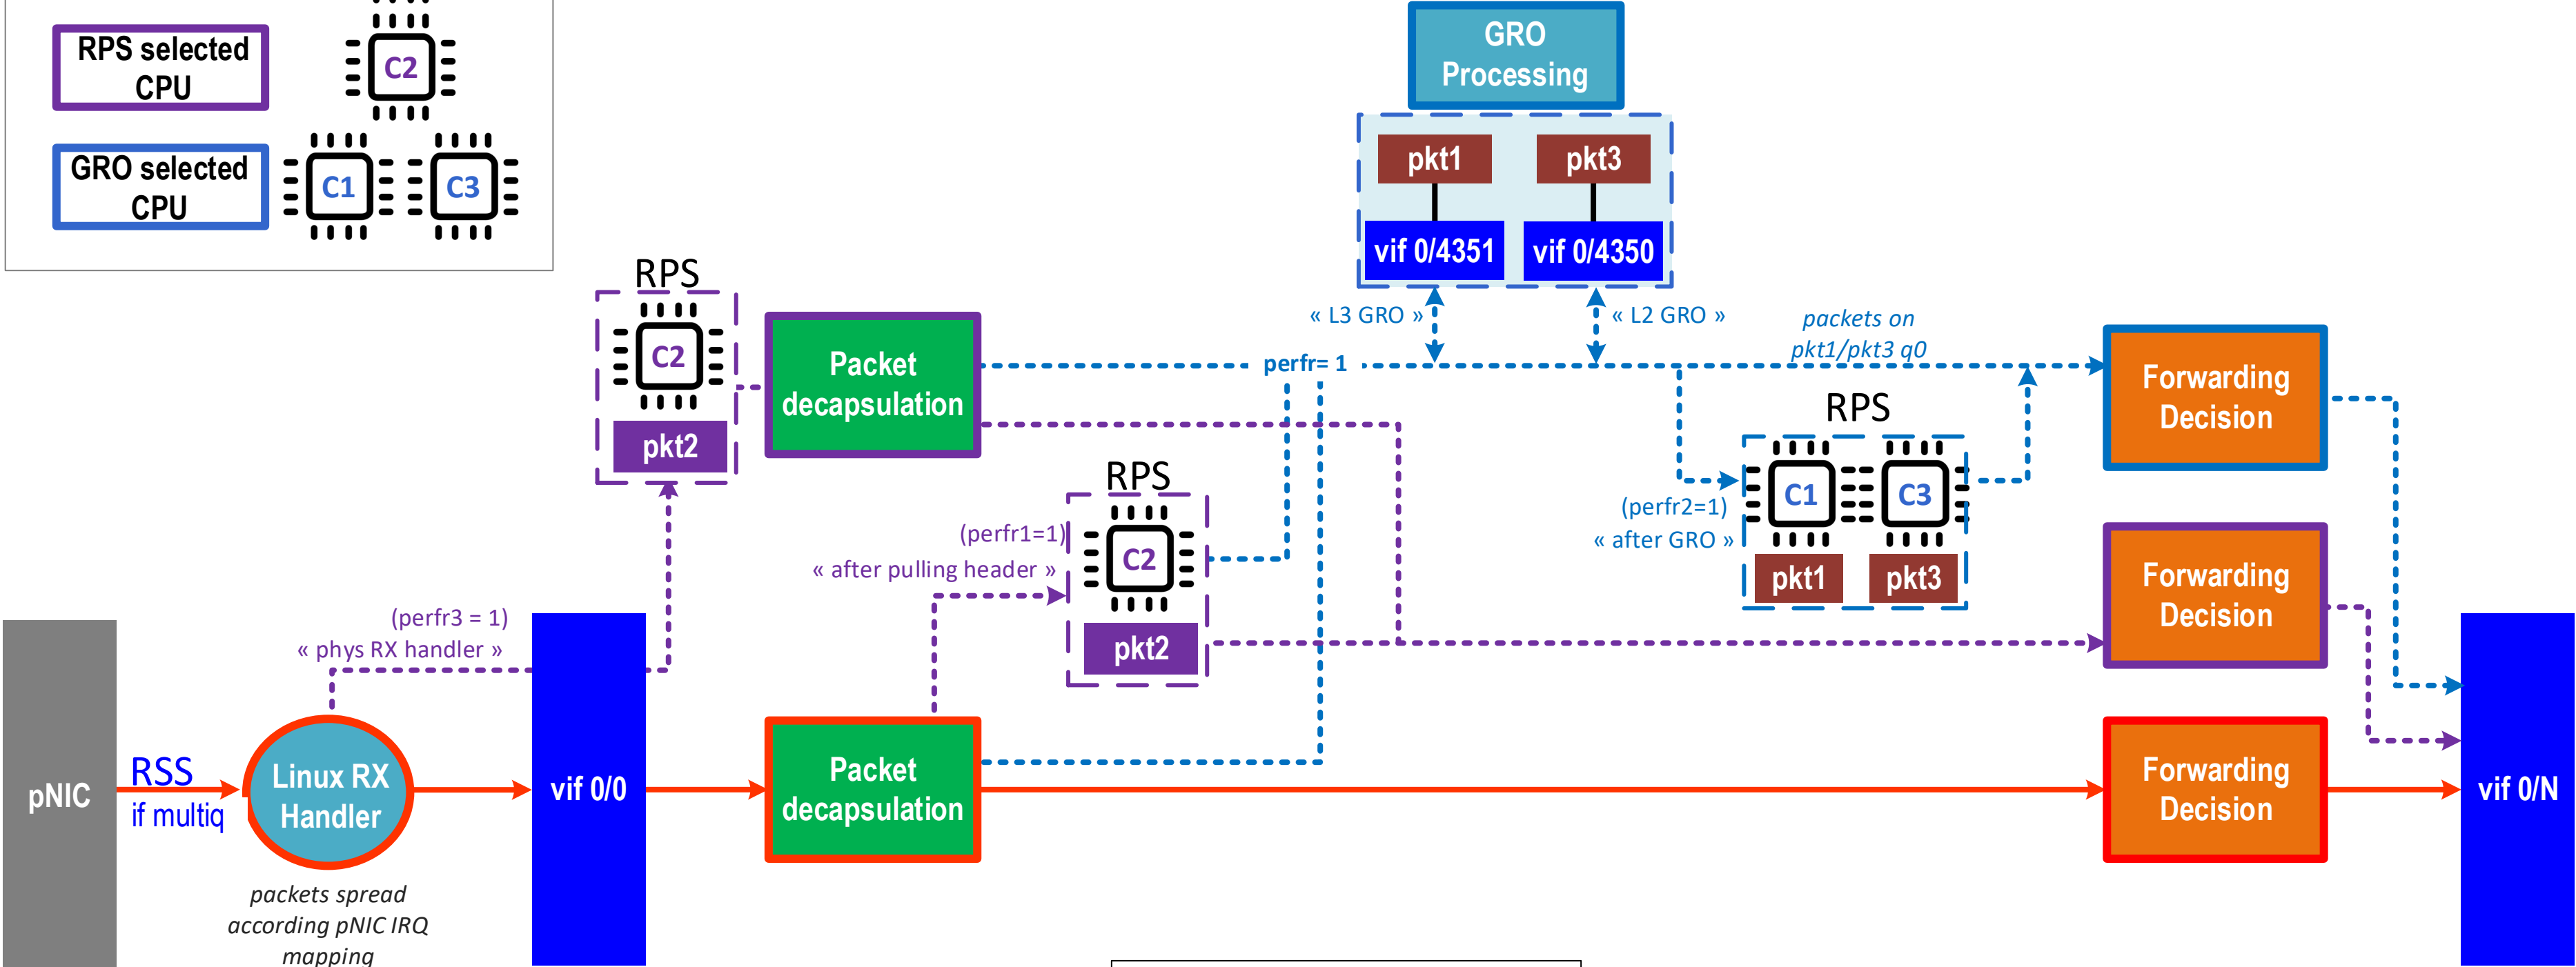 RPS selected
CPU
C2
GRO selected
CPU
C1
C3
GRO
Processing
pkt1
pkt3
vif 0/4351
vif 0/4350
« L3 GRO »
« L2 GRO »
RPS
C2
pkt2
Packet
decapsulation
perfr= 1
packets on
pkt1/pkt3 q0
Forwarding
Decision
RPS
C1
C3
(perfr2=1)
« after GRO »
pkt1
pkt3
RPS
(perfr1=1)
« after pulling header »
C2
pkt2
Forwarding
Decision
(perfr3 = 1)
« phys RX handler »
pNIC
RSS
if multiq
Linux RX
Handler
vif 0/0
Packet
decapsulation
Forwarding
Decision
vif 0/N
packets spread
according pNIC IRQ
mapping